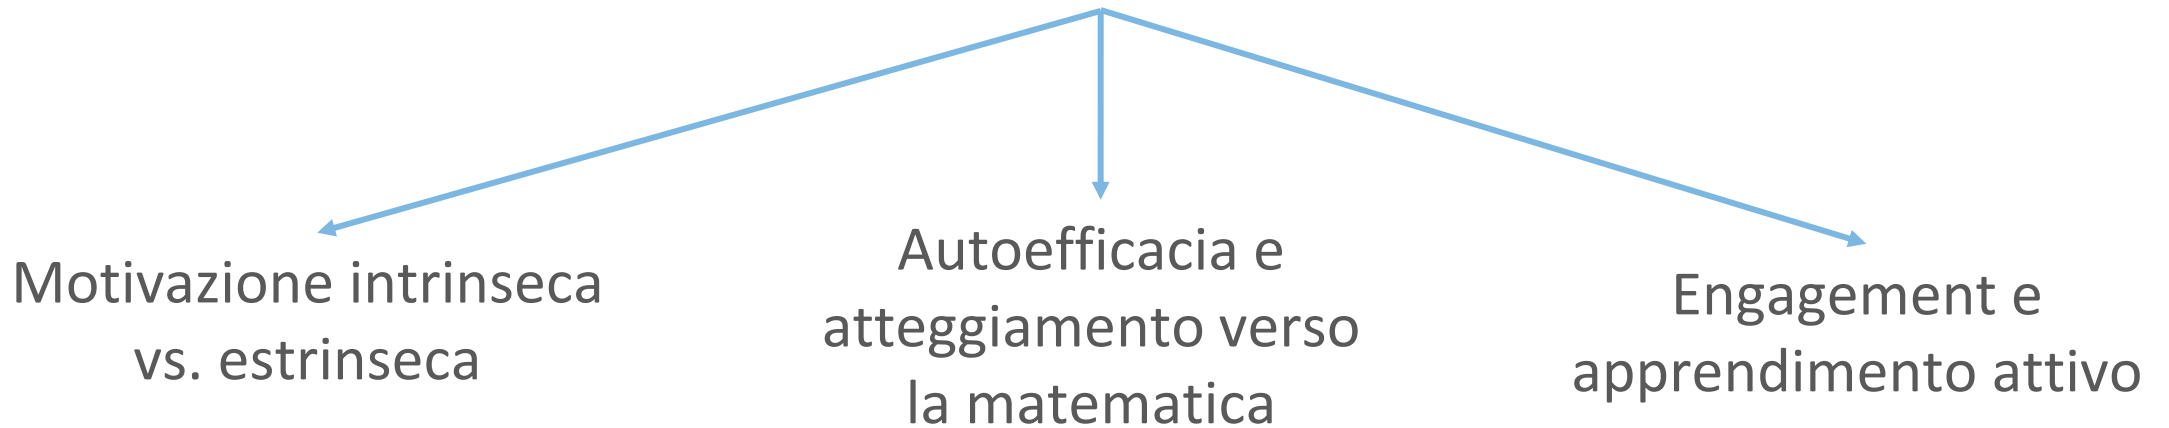 Motivazione intrinseca
vs. estrinseca
Autoefficacia e
atteggiamento verso
la matematica
Engagement e
apprendimento attivo